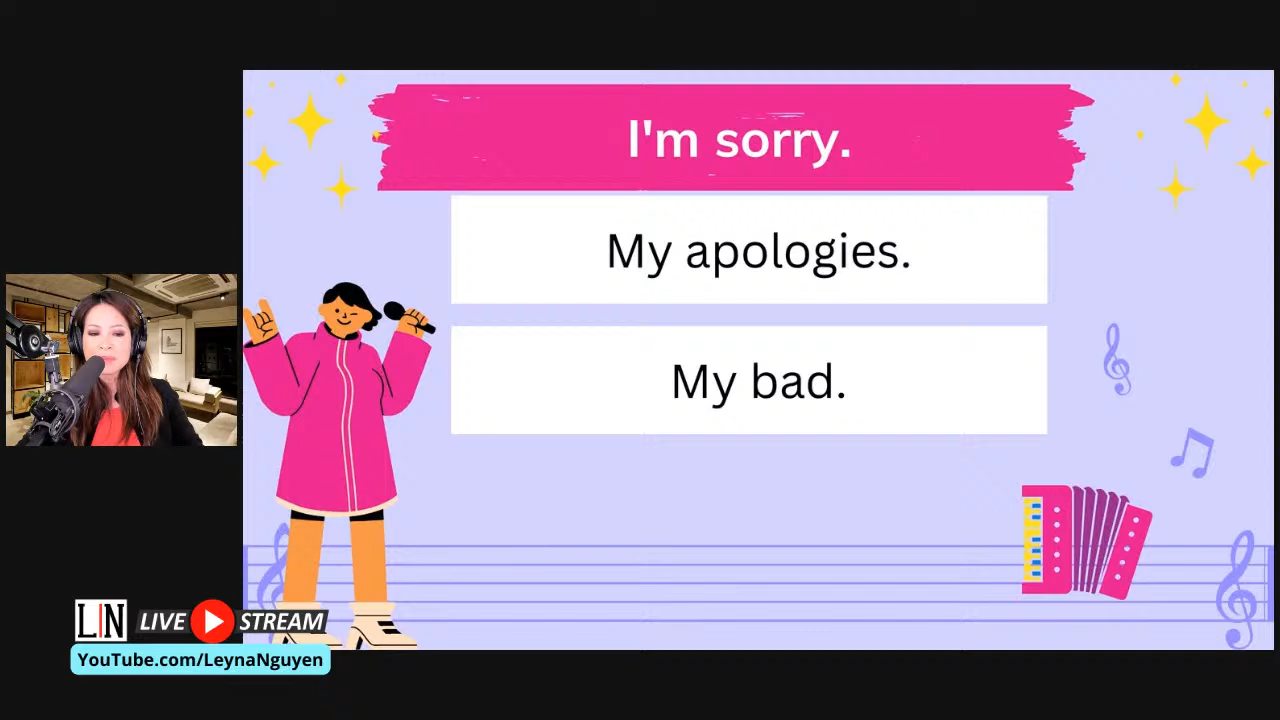 I'm sorry.
My apologies.
My bad.
LN LIVE STREAM
YouTube.com/LeynaNguyen